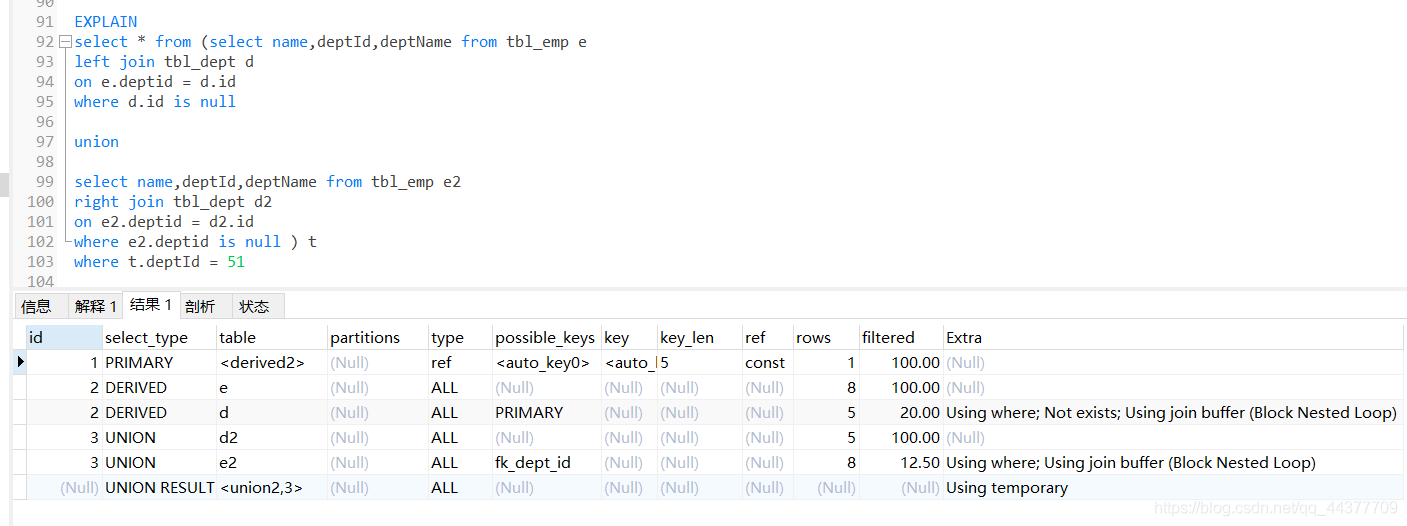 90
91 EXPLAIN
92 select * from (select name,deptId,deptName from tbl_emp e
93 left join tbl_dept d
94 on e.deptid = d.id
95 where d.id is null
96
97 union
98
99 select name,deptId,deptName from tbl_emp e2
100 right join tbl_dept d2
101 on e2.deptid = d2.id
102 where e2.deptid is null ) t
103 where t.deptId = 51
104
信息 解释 1 结果 1 剖析 状态
id select_type table partitions type possible_keys key key_len ref rows filtered Extra
1 PRIMARY <derived2> (Null) ref <auto_key0> <auto_l 5 const 1 100.00 (Null)
2 DERIVED e (Null) ALL (Null) (Null) (Null) (Null) 8 100.00 (Null)
2 DERIVED d (Null) ALL PRIMARY (Null) (Null) (Null) 5 20.00 Using where; Not exists; Using join buffer (Block Nested Loop)
3 UNION d2 (Null) ALL (Null) (Null) (Null) (Null) 5 100.00 (Null)
3 UNION e2 (Null) ALL fk_dept_id (Null) (Null) (Null) 8 12.50 Using where; Using join buffer (Block Nested Loop)
(Null) UNION RESULT <union2,3> (Null) ALL (Null) (Null) (Null) (Null) (Null) (Null) Using temporary
https://blog.csdn.net/qq_44377709